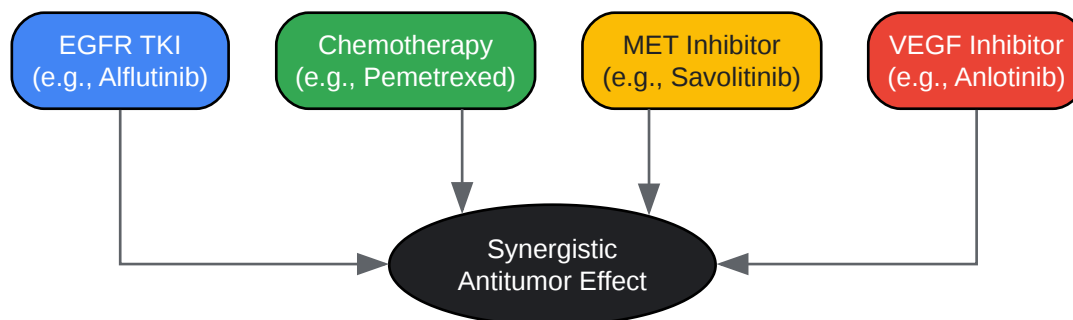 EGFR TKI
(e.g., Alflutinib)
Chemotherapy
(e.g., Pemetrexed)
MET Inhibitor
(e.g., Savolitinib)
VEGF Inhibitor
(e.g., Anlotinib)
Synergistic
Antitumor Effect